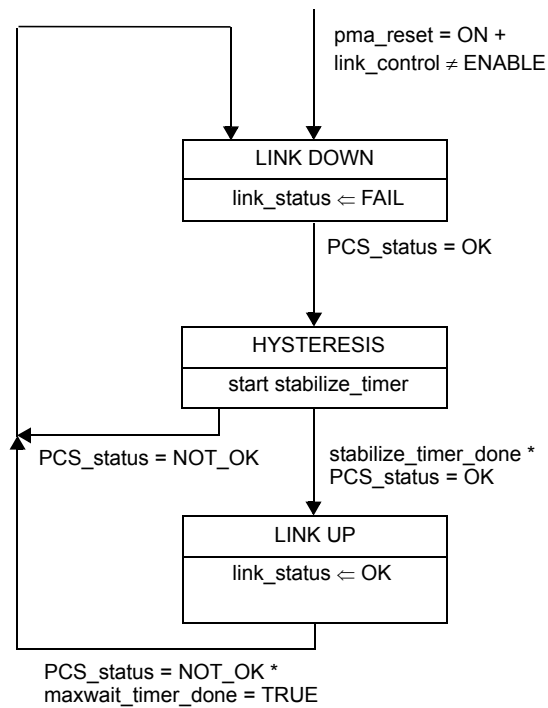 pma_reset = ON +
link_control ≠ ENABLE
LINK DOWN
link_status ⇐ FAIL
PCS_status = OK
HYSTERESIS
start stabilize_timer
PCS_status = NOT_OK
stabilize_timer_done *
PCS_status = OK
LINK UP
link_status ⇐ OK
PCS_status = NOT_OK *
maxwait_timer_done = TRUE